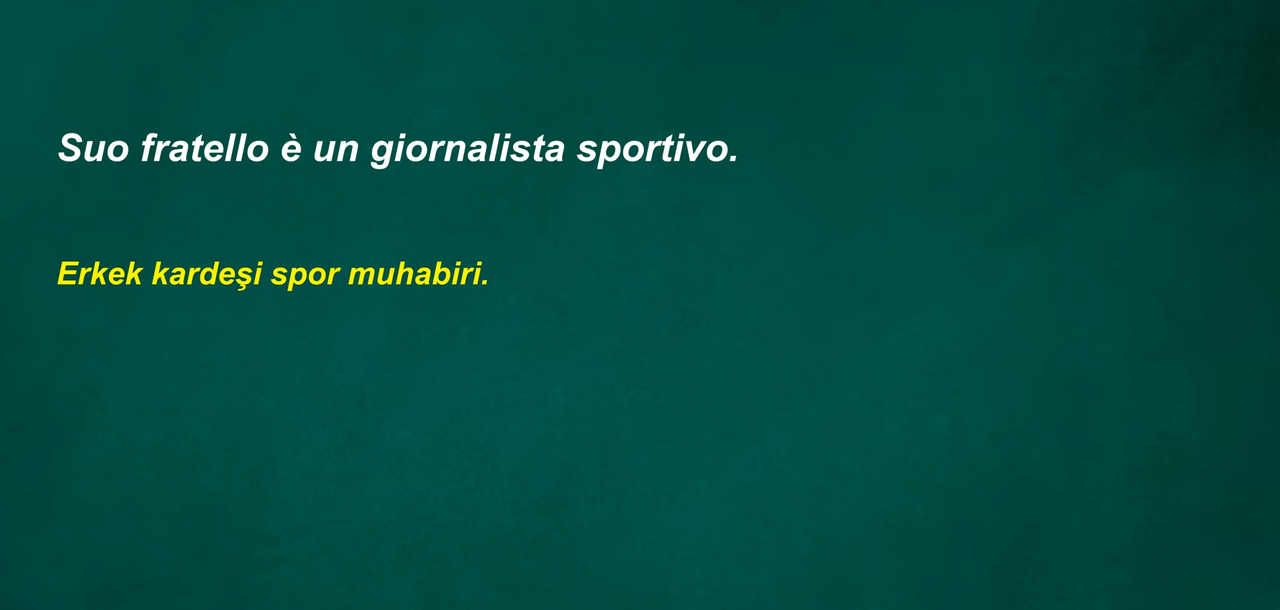 Suo fratello è un giornalista sportivo.
Erkek kardeşi spor muhabiri.